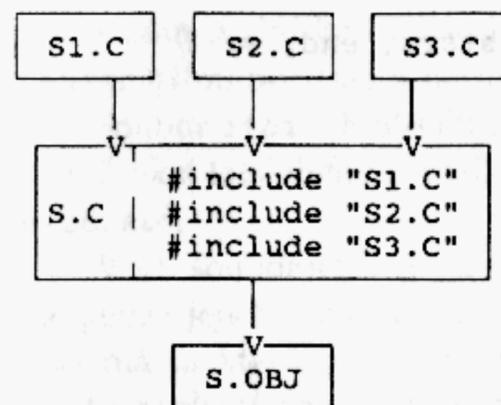 S1.C S2.C S3.C
#include "S1.C"
S.C #include "S2.C"
#include "S3.C"
S.OBJ